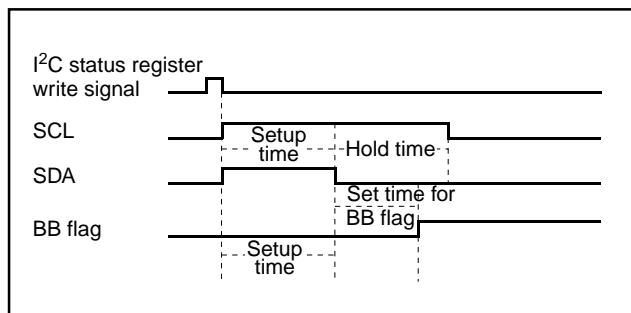 I²C status register
write signal
SCL
Setup
time
Hold time
SDA
Set time for
BB flag
BB flag
Setup
time